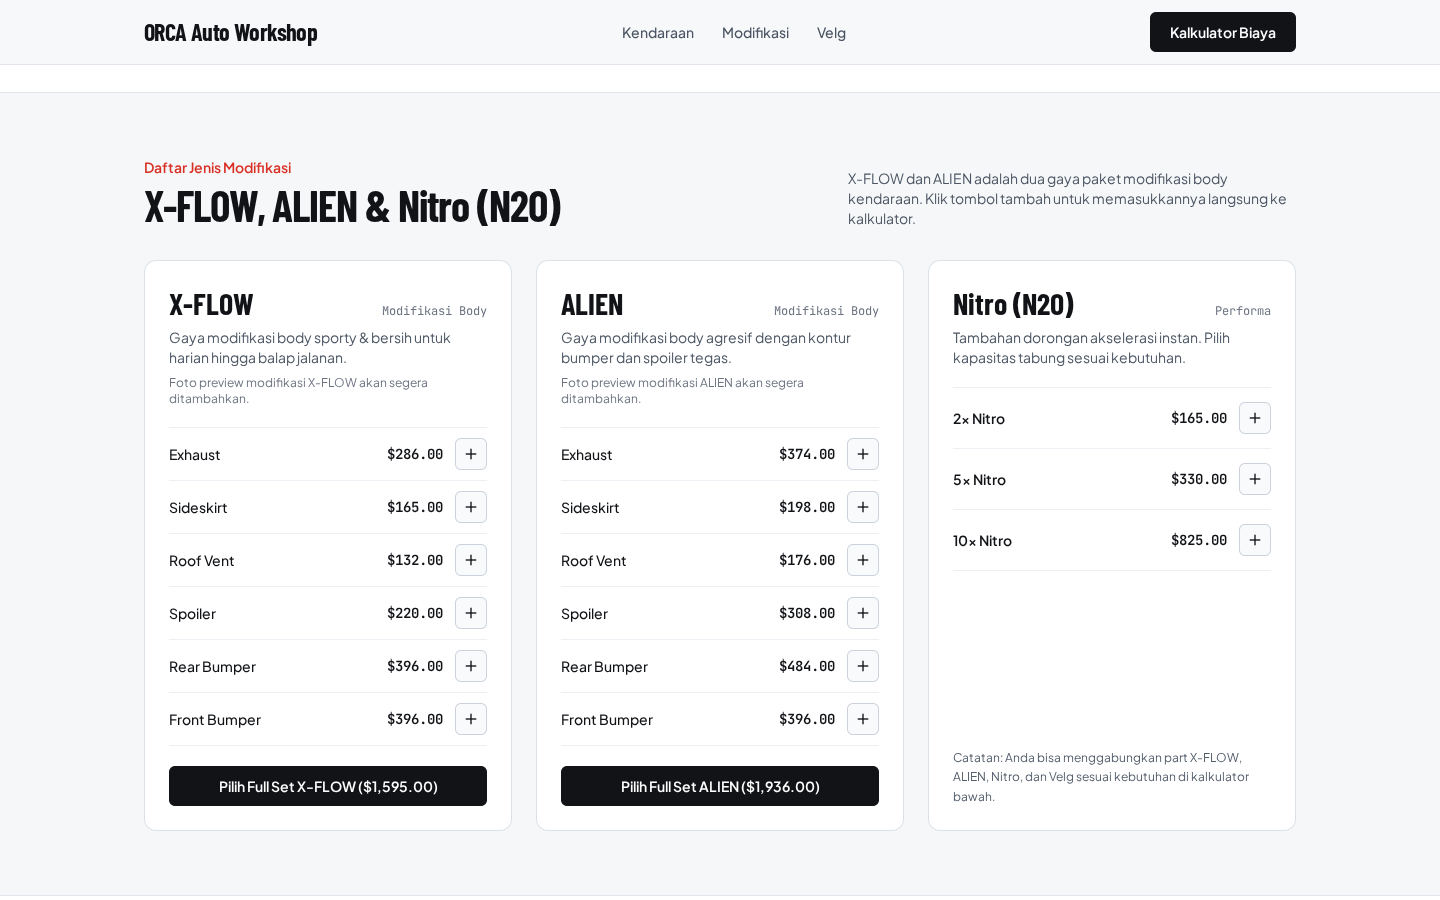 ORCA Auto Workshop
Kendaraan
Modifikasi
Velg
Kalkulator Biaya
Daftar Jenis Modifikasi
X-FLOW, ALIEN & Nitro (N2O)
X-FLOW dan ALIEN adalah dua gaya paket modifikasi body
kendaraan. Klik tombol tambah untuk memasukkannya langsung ke
kalkulator.
X-FLOW
Modifikasi Body
Gaya modifikasi body sporty & bersih untuk
harian hingga balap jalanan.
Foto preview modifikasi X-FLOW akan segera
ditambahkan.
Exhaust $286.00 +
Sideskirt $165.00 +
Roof Vent $132.00 +
Spoiler $220.00 +
Rear Bumper $396.00 +
Front Bumper $396.00 +
Pilih Full Set X-FLOW ($1,595.00)
ALIEN
Modifikasi Body
Gaya modifikasi body agresif dengan kontur
bumper dan spoiler tegas.
Foto preview modifikasi ALIEN akan segera
ditambahkan.
Exhaust $374.00 +
Sideskirt $198.00 +
Roof Vent $176.00 +
Spoiler $308.00 +
Rear Bumper $484.00 +
Front Bumper $396.00 +
Pilih Full Set ALIEN ($1,936.00)
Nitro (N2O)
Performa
Tambahan dorongan akselerasi instan. Pilih
kapasitas tabung sesuai kebutuhan.
2× Nitro $165.00 +
5× Nitro $330.00 +
10× Nitro $825.00 +
Catatan: Anda bisa menggabungkan part X-FLOW,
ALIEN, Nitro, dan Velg sesuai kebutuhan di kalkulator
bawah.